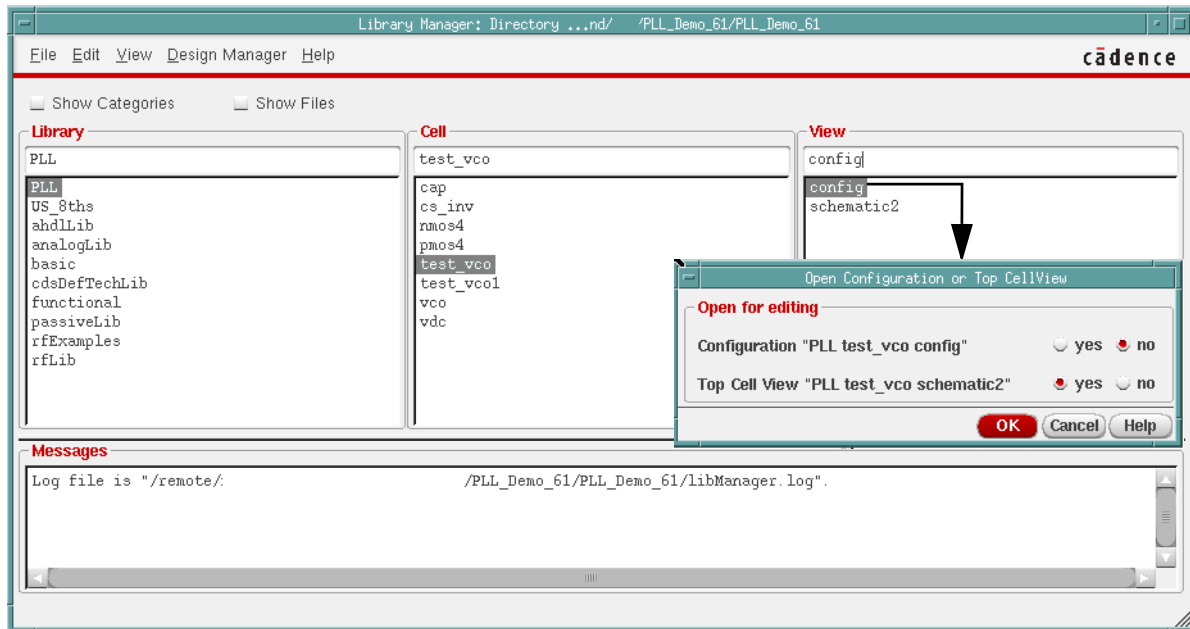 Library Manager: Directory ...nd/ /PLL_Demo_61/PLL_Demo_61
File Edit View Design Manager Help
cādence
Show Categories Show Files
Library
PLL
PLL
US_8ths
ahdlLib
analogLib
basic
cdsDefTechLib
functional
passiveLib
rfExamples
rfLib
Cell
test_vco
cap
cs_inv
nmos4
pmos4
test_vco
test_vco1
vco
vdc
View
config
config
schematic2
Open Configuration or Top CellView
Open for editing
Configuration "PLL test_vco config" yes no
Top Cell View "PLL test_vco schematic2" yes no
OK Cancel Help
Messages
Log file is "/remote/: /PLL_Demo_61/PLL_Demo_61/libManager.log".